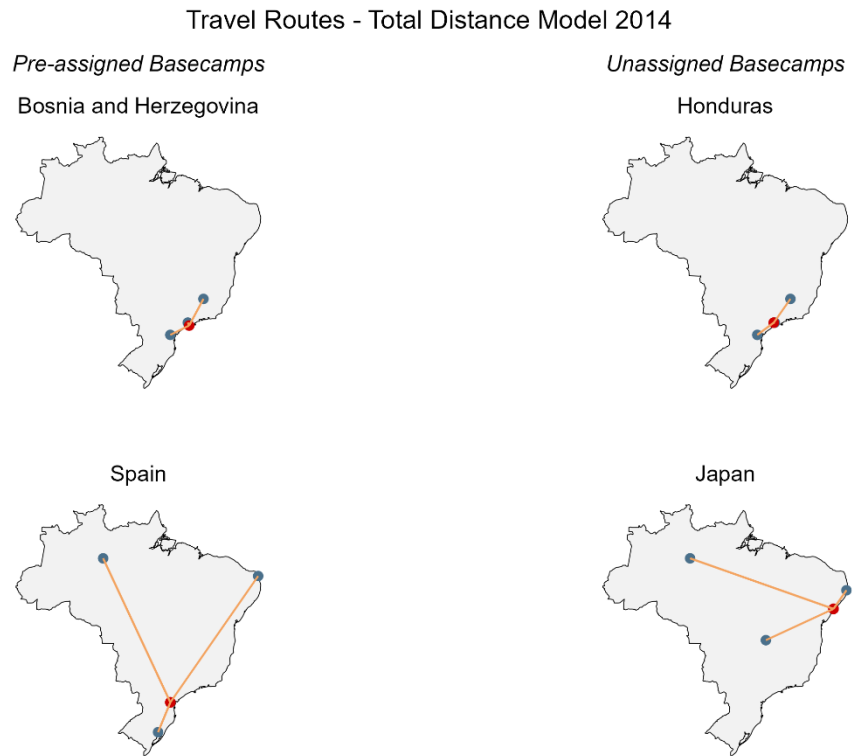 Travel Routes - Total Distance Model 2014
Pre-assigned Basecamps
Unassigned Basecamps
Bosnia and Herzegovina
Honduras
Spain
Japan